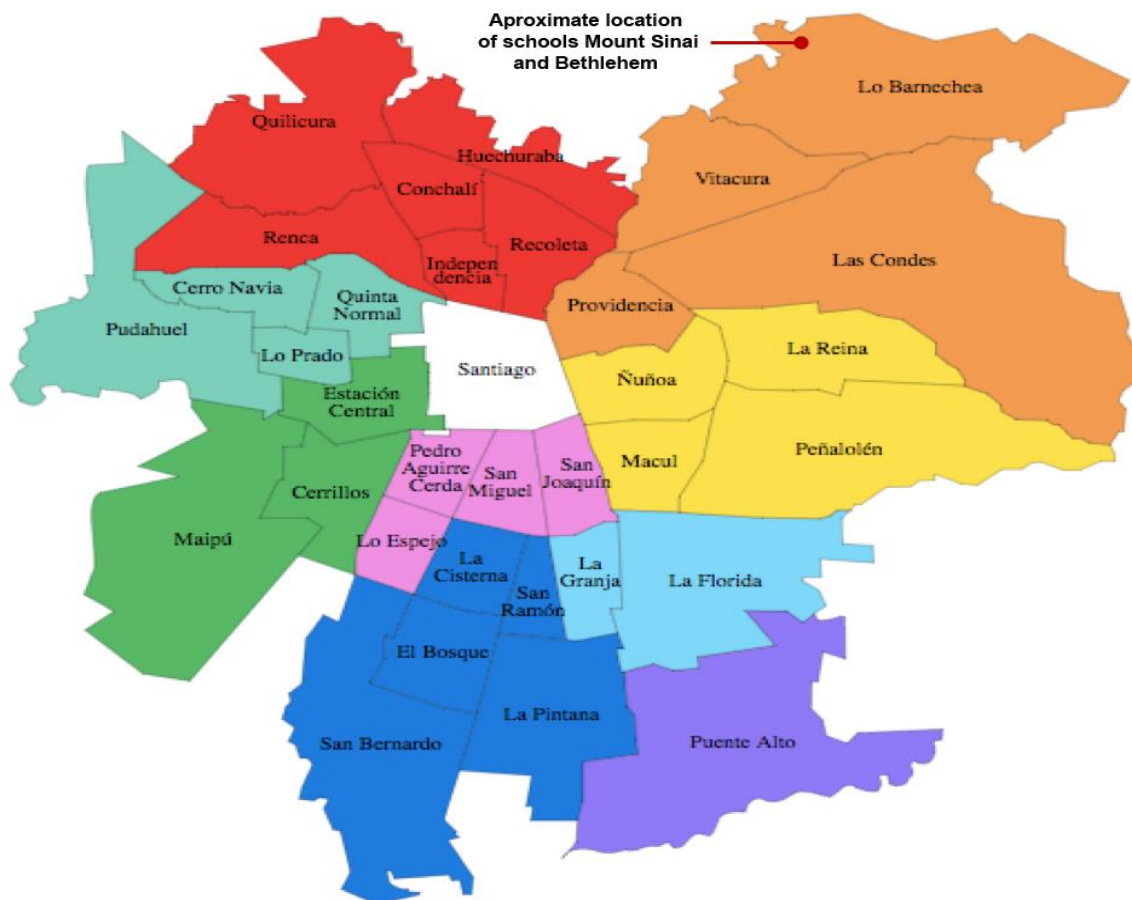 Aproximate location
of schools Mount Sinai
and Bethlehem
Lo Barnechea
Quilicura
Huechuraba
Vitacura
Conchalí
Recoleta
Renca
Indepen
dencia
Las Condes
Cerro Navia
Quinta
Normal
Providencia
Pudahuel
Lo Prado
Santiago
La Reina
Ñuñoa
Estación
Central
Peñalolén
Pedro
Aguirre
Cerda
San
Miguel
San
Joaquín
Macul
Cerrillos
Maipú
Lo Espejo
La
Cisterna
San
Ramón
La
Granja
La Florida
El Bosque
La Pintana
San Bernardo
Puente Alto